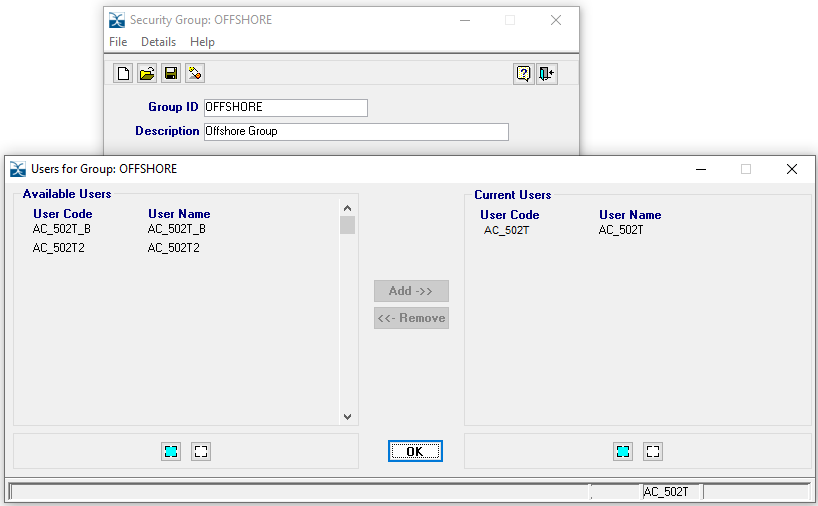 Security Group: OFFSHORE
File Details Help
Group ID OFFSHORE
Description Offshore Group
Users for Group: OFFSHORE
Available Users
User Code User Name
AC_502T_B AC_502T_B
AC_502T2 AC_502T2
Add ->>
<<- Remove
Current Users
User Code User Name
AC_502T AC_502T
OK
AC_502T